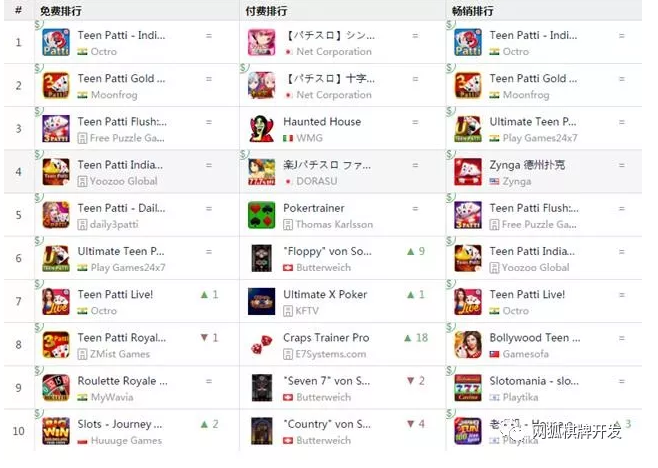 # 免费排行 付费排行 畅销排行
1 Teen Patti - Indi... = 【パチスロ】シン... = Teen Patti - Indi... =
Octro Net Corporation Octro
2 Teen Patti Gold ... = 【パチスロ】十字... = Teen Patti Gold ... =
Moonfrog Net Corporation Moonfrog
3 Teen Patti Flush:... = Haunted House = Ultimate Teen P... =
Free Puzzle Ga... WMG Play Games24x7
4 Teen Patti India... = 楽Jパチスロ ファ... = Zynga 德州扑克 =
Yoozoo Global DORASU Zynga
5 Teen Patti - Dail... = Pokertrainer = Teen Patti Flush:... =
daily3patti Thomas Karlsson Free Puzzle Ga...
6 Ultimate Teen P... = "Floppy" von So... ▲ 9 Teen Patti India... =
Play Games24x7 Butterweich Yoozoo Global
7 Teen Patti Live! ▲ 1 Ultimate X Poker ▲ 1 Teen Patti Live! =
Octro KFTV Octro
8 Teen Patti Royal... ▼ 1 Craps Trainer Pro ▲ 18 Bollywood Teen ... =
ZMist Games E7Systems.com Gamesofa
9 Roulette Royale ... = "Seven 7" von S... ▼ 2 Slotomania - slo... =
MyWavia Butterweich Playtika
10 Slots - Journey ... ▲ 2 "Country" von S... ▼ 4 老 3
Huuuge Games Butterweich Playtika
网狐棋牌开发